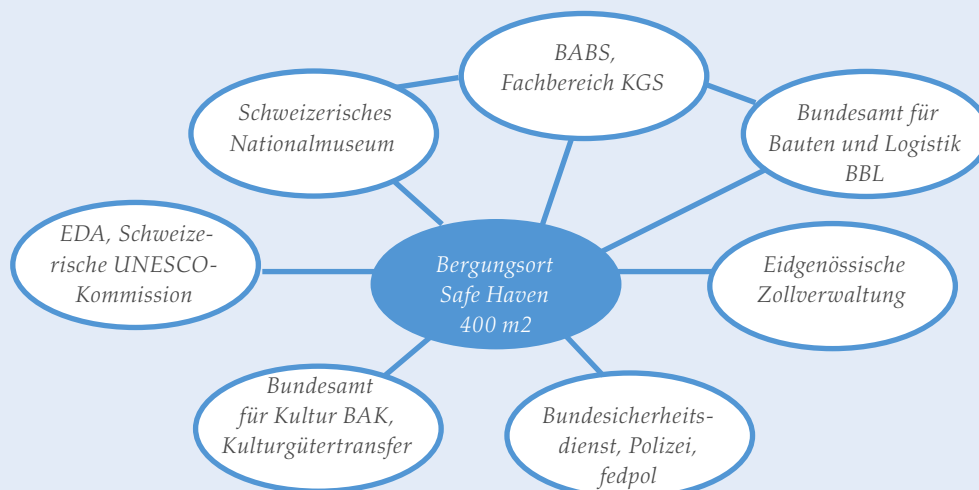 BABS,
Fachbereich KGS
Schweizerisches
Nationalmuseum
Bundesamt für
Bauten und Logistik
BBL
EDA, Schweize-
rische UNESCO-
Kommission
Bergungsort
Safe Haven
400 m2
Eidgenössische
Zollverwaltung
Bundesamt
für Kultur BAK,
Kulturgütertransfer
Bundesicherheits-
dienst, Polizei,
fedpol